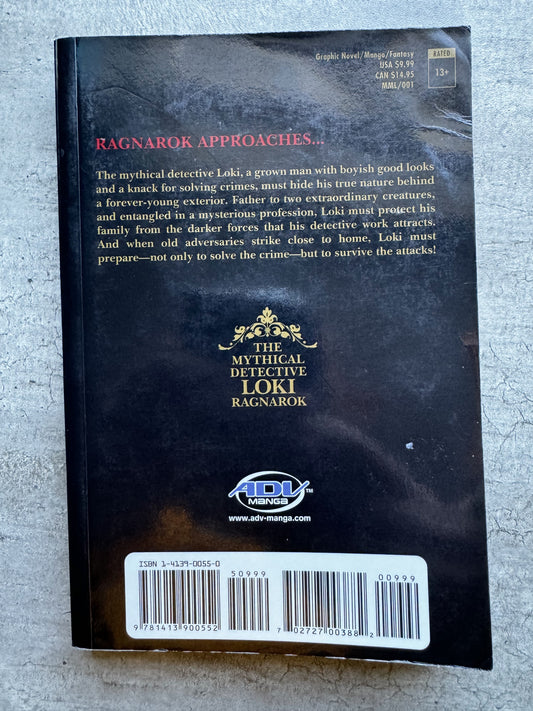 Graphic Novel/Manga/Fantasy
USA $9.99
CAN $14.95
MML/001
RATED
13+
RAGNAROK APPROACHES...
The mythical detective Loki, a grown man with boyish good looks
and a knack for solving crimes, must hide his true nature behind
a forever-young exterior. Father to two extraordinary creatures,
and entangled in a mysterious profession, Loki must protect his
family from the darker forces that his detective work attracts.
And when old adversaries strike close to home, Loki must
prepare—not only to solve the crime—but to survive the attacks!
THE
MYTHICAL
DETECTIVE
LOKI
RAGNAROK
ADV™
MANGA
www.adv-manga.com
ISBN 1-4139-0055-0
50999
00999
9 781413 900552
7 02727 00388 2